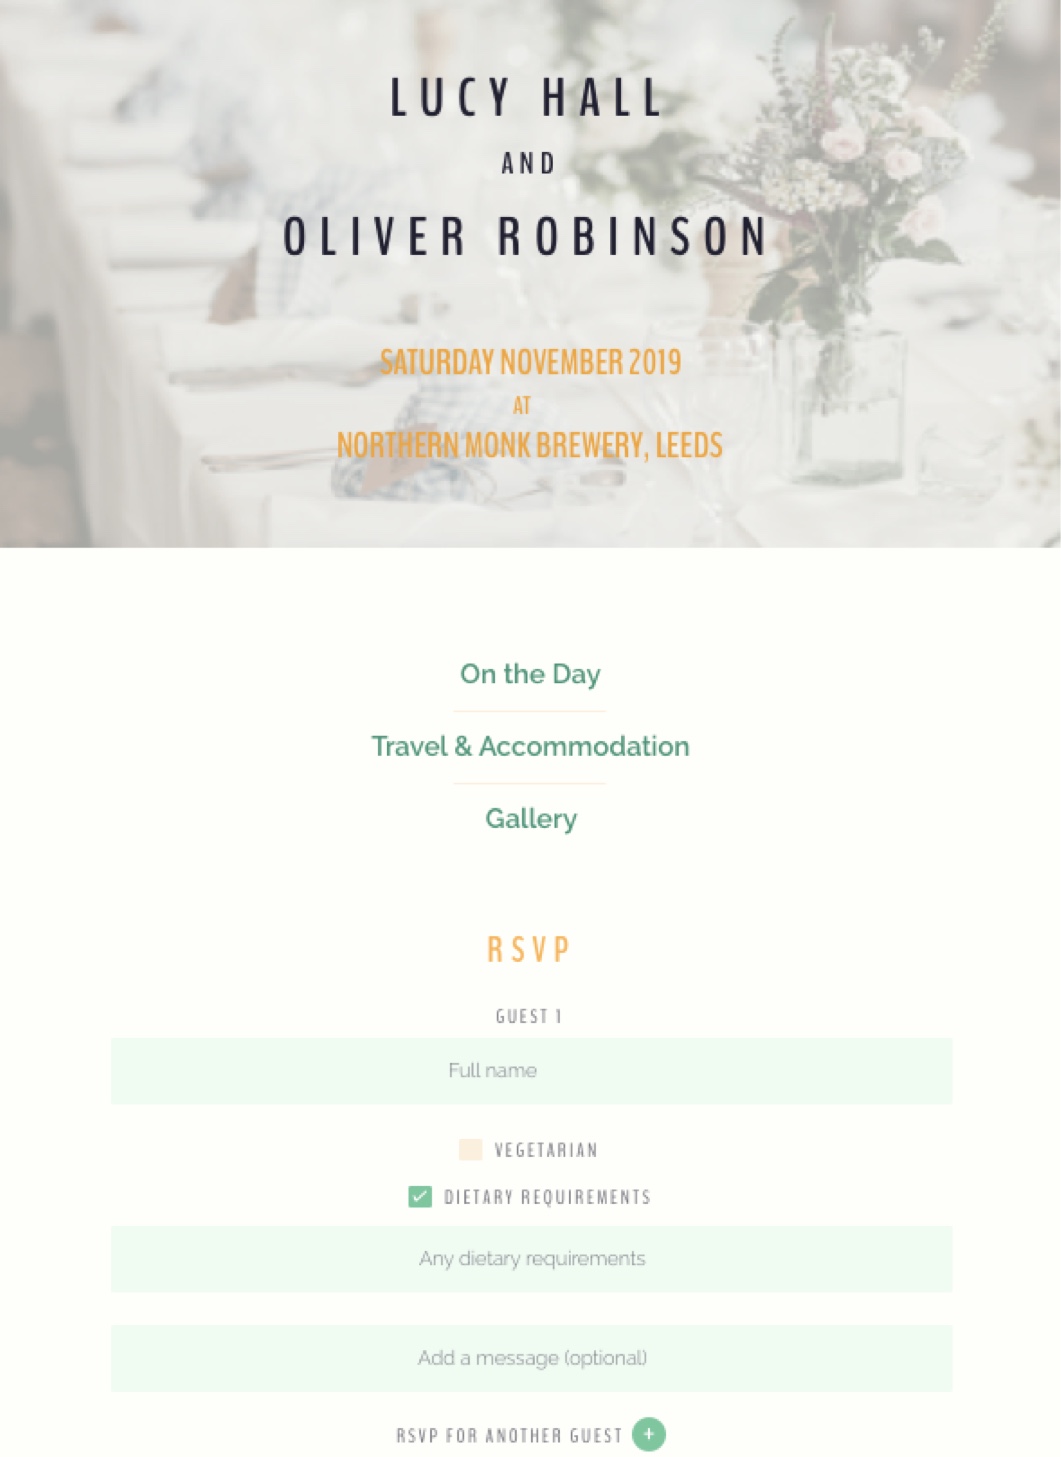 LUCY HALL
AND
OLIVER ROBINSON
SATURDAY NOVEMBER 2019
AT
NORTHERN MONK BREWERY, LEEDS
On the Day
Travel & Accommodation
Gallery
RSVP
GUEST 1
Full name
VEGETARIAN
DIETARY REQUIREMENTS
Any dietary requirements
Add a message (optional)
RSVP FOR ANOTHER GUEST +